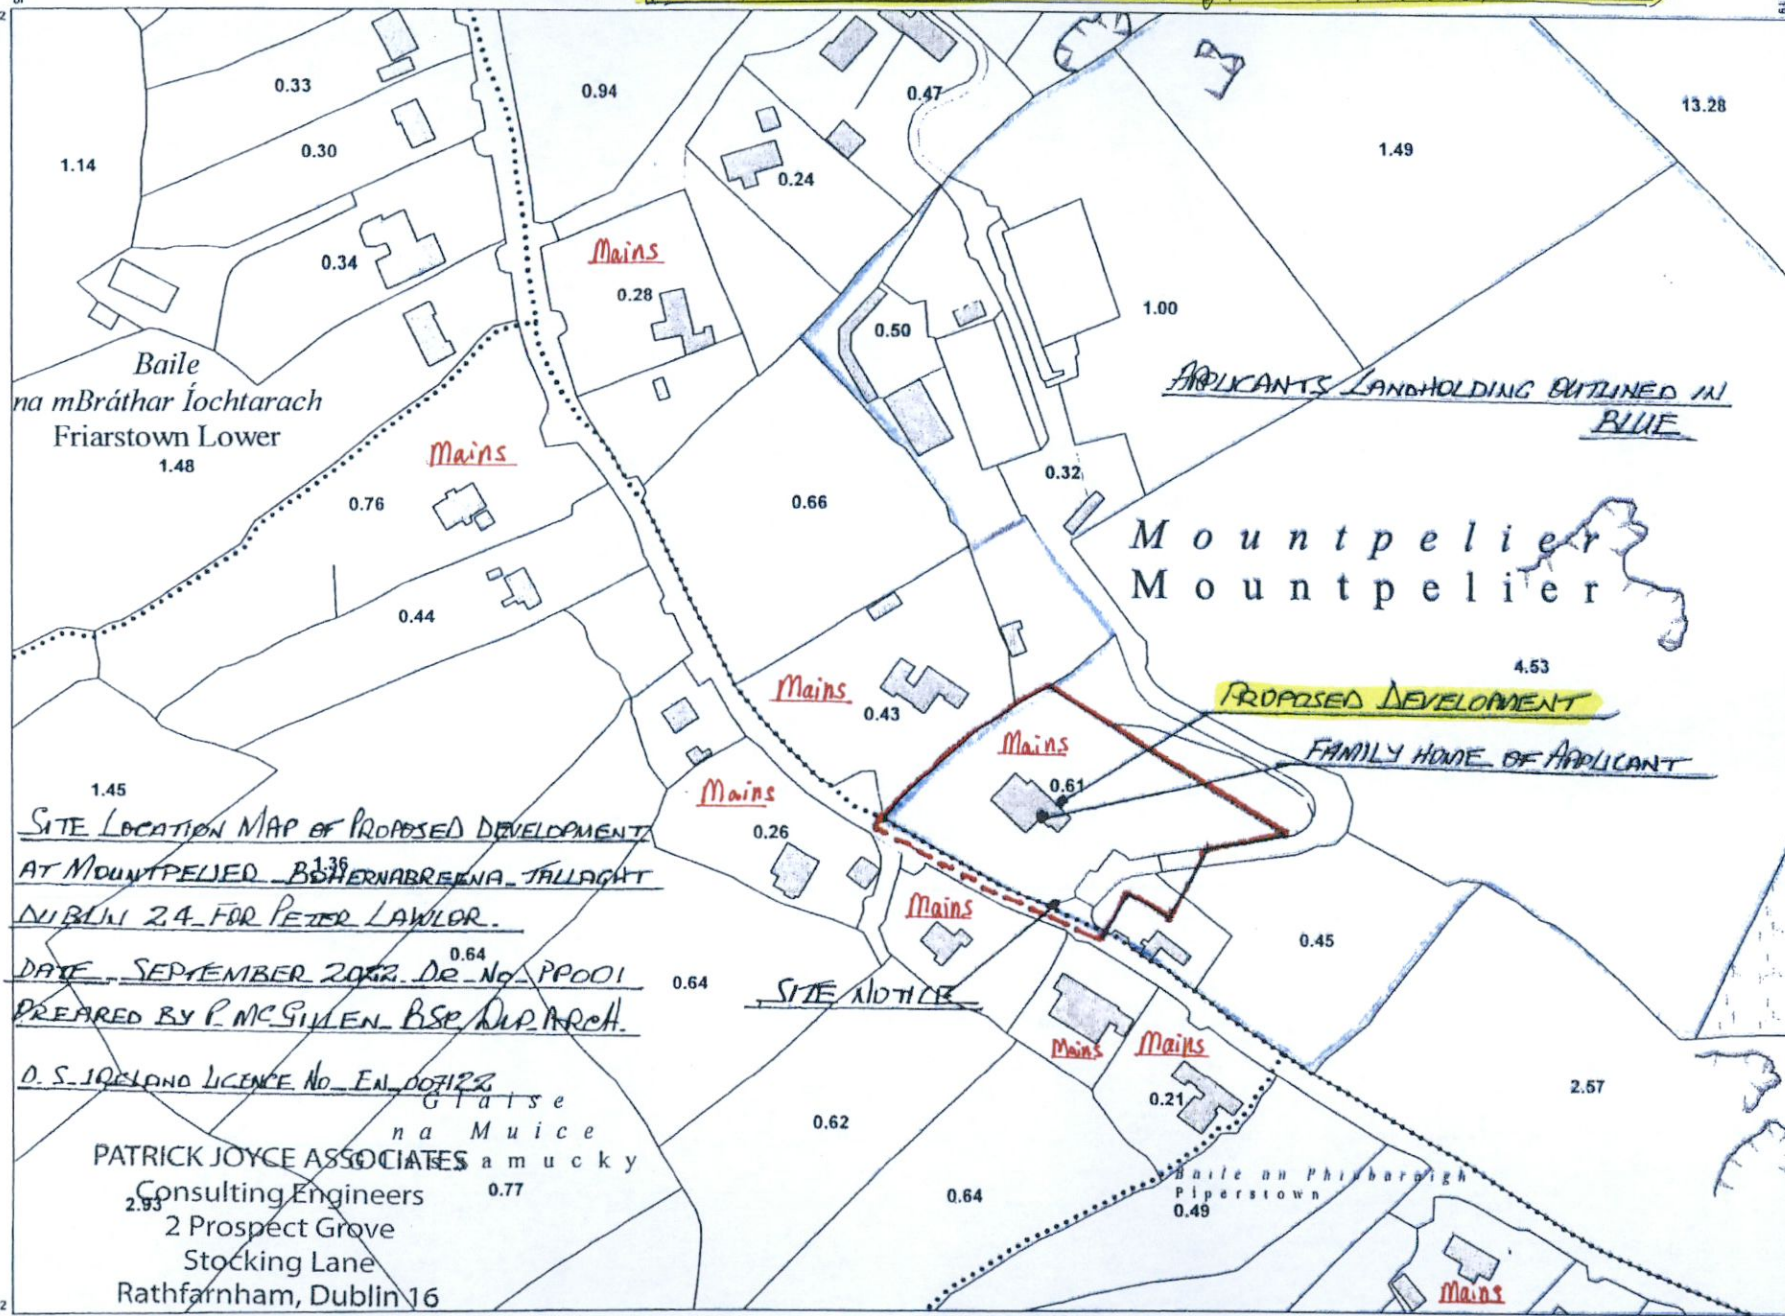 0.33
0.94
0.47
13.28
1.14
0.30
1.49
0.24
0.34
Mains
0.28
0.50
1.00
Baile
na mBráthar Íochtarach
Friarstown Lower
1.48
APPLICANTS LANDHOLDING OUTLINED IN
BLUE
Mains
0.76
0.66
0.32
Mountpelier
Mountpelier
0.44
4.53
Mains
0.43
PROPOSED DEVELOPMENT
Mains
FAMILY HOME OF APPLICANT
0.61
1.45
Mains
0.26
SITE LOCATION MAP OF PROPOSED DEVELOPMENT
1.36
AT MOUNTPELIER BOHERNABREENA TALLAGHT
DUBLIN 24 FOR PETER LAWLOR.
Mains
0.45
0.64
DATE SEPTEMBER 2022 DR No PP001
0.64
SITE NOTICE
PREPARED BY P. MCGILLEN BSc DIP. ARCH.
Mains
Mains
O.S. IRELAND LICENCE No EN 007122
0.21
2.57
Glaise
na Muice
amucky
0.62
PATRICK JOYCE ASSOCIATES
Consulting Engineers
2.93
0.77
2 Prospect Grove
Stocking Lane
Rathfarnham, Dublin 16
0.64
Baile an Phíobaraigh
Piperstown
0.49
Mains